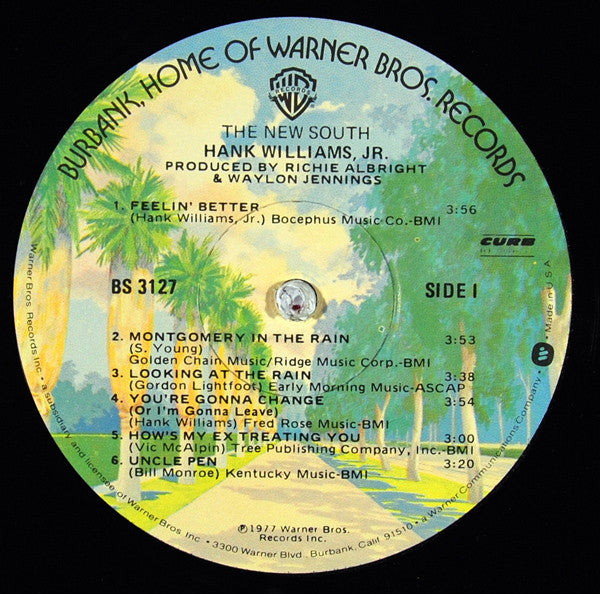 BURBANK, HOME OF WARNER BROS. RECORDS
WB
RECORDS
THE NEW SOUTH
HANK WILLIAMS, JR.
PRODUCED BY RICHIE ALBRIGHT
& WAYLON JENNINGS
1. FEELIN' BETTER 3:56
(Hank Williams, Jr.) Bocephus Music Co.-BMI
CURB
BS 3127
SIDE I
2. MONTGOMERY IN THE RAIN 3:53
(S. Young)
Golden Chain Music/Ridge Music Corp.-BMI
3. LOOKING AT THE RAIN 3:38
(Gordon Lightfoot) Early Morning Music-ASCAP
4. YOU'RE GONNA CHANGE 3:54
(Or I'm Gonna Leave)
(Hank Williams) Fred Rose Music-BMI
5. HOW'S MY EX TREATING YOU 3:00
(Vic McAlpin) Tree Publishing Company, Inc.-BMI
6. UNCLE PEN 3:20
(Bill Monroe) Kentucky Music-BMI
℗1977 Warner Bros.
Records Inc.
Warner Bros. Records Inc. • a subsidiary and licensee of Warner Bros. Inc. • 3300 Warner Blvd., Burbank, Calif. 91510 • a Warner Communications Company • Made in U.S.A.